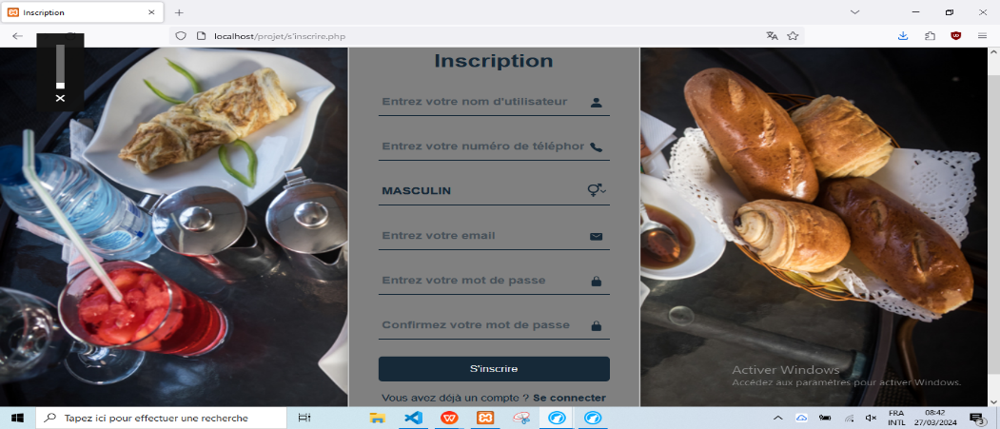 Inscription
localhost/projet/s'inscrire.php
Inscription
Entrez votre nom d'utilisateur
Entrez votre numéro de téléphor
MASCULIN
Entrez votre email
Entrez votre mot de passe
Confirmez votre mot de passe
S'inscrire
Vous avez déjà un compte ? Se connecter
Activer Windows
Accédez aux paramètres pour activer Windows.
Tapez ici pour effectuer une recherche
FRA
INTL
08:42
27/03/2024
3